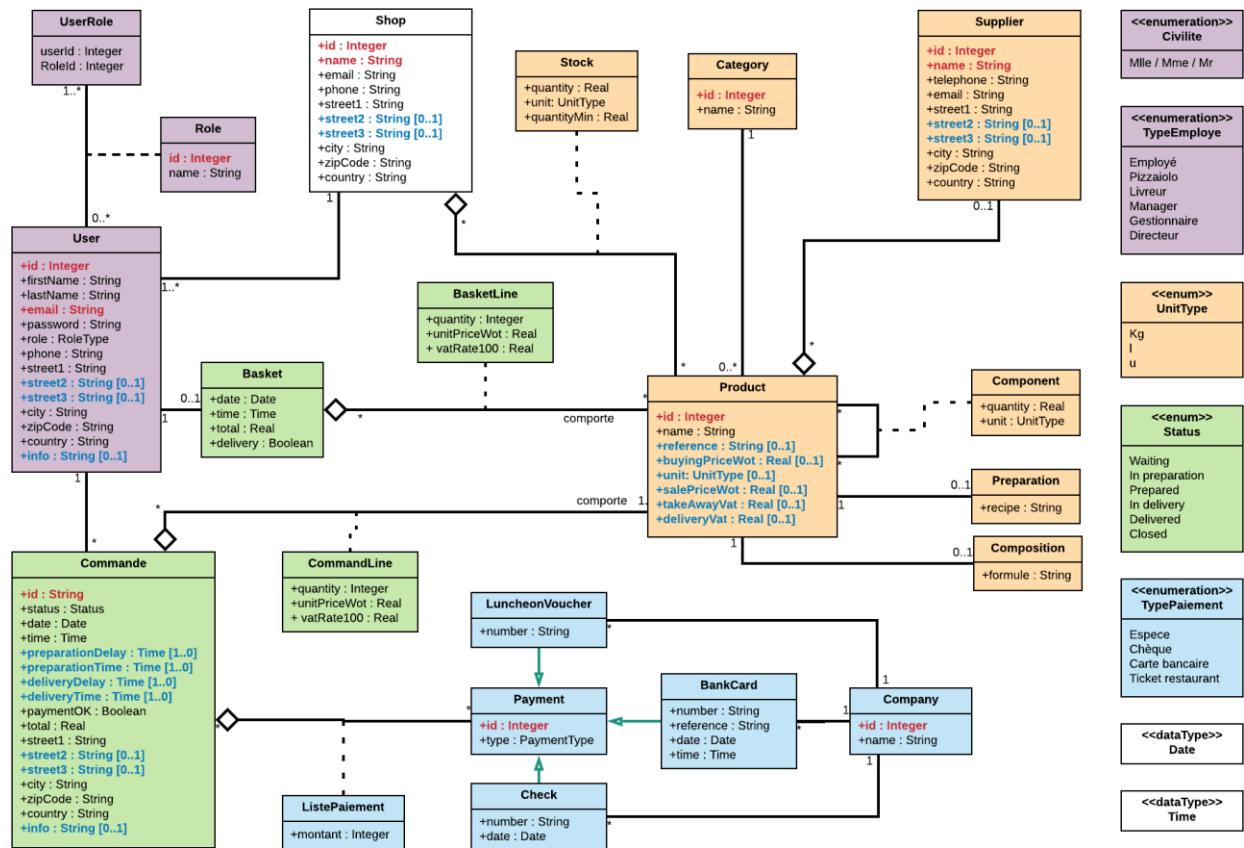 UserRole
userId : Integer
RoleId : Integer
1..*
Role
id : Integer
name : String
0..*
User
+id : Integer
+firstName : String
+lastName : String
+email : String
+password : String
+role : RoleType
+phone : String
+street1 : String
+street2 : String [0..1]
+street3 : String [0..1]
+city : String
+zipCode : String
+country : String
+info : String [0..1]
1
1..*
0..1
1
*
Shop
+id : Integer
+name : String
+email : String
+phone : String
+street1 : String
+street2 : String [0..1]
+street3 : String [0..1]
+city : String
+zipCode : String
+country : String
1
*
Stock
+quantity : Real
+unit: UnitType
+quantityMin : Real
*
Category
+id : Integer
+name : String
1
0..*
Supplier
+id : Integer
+name : String
+telephone : String
+email : String
+street1 : String
+street2 : String [0..1]
+street3 : String [0..1]
+city : String
+zipCode : String
+country : String
0..1
*
BasketLine
+quantity : Integer
+unitPriceWot : Real
+ vatRate100 : Real
Basket
+date : Date
+time : Time
+total : Real
+delivery : Boolean
*
comporte
*
Product
+id : Integer
+name : String
+reference : String [0..1]
+buyingPriceWot : Real [0..1]
+unit: UnitType [0..1]
+salePriceWot : Real [0..1]
+takeAwayVat : Real [0..1]
+deliveryVat : Real [0..1]
*
*
Component
+quantity : Real
+unit : UnitType
1
0..1
Preparation
+recipe : String
1
0..1
Composition
+formule : String
*
comporte
1.
Commande
+id : String
+status : Status
+date : Date
+time : Time
+preparationDelay : Time [1..0]
+preparationTime : Time [1..0]
+deliveryDelay : Time [1..0]
+deliveryTime : Time [1..0]
+paymentOK : Boolean
+total : Real
+street1 : String
+street2 : String [0..1]
+street3 : String [0..1]
+city : String
+zipCode : String
+country : String
+info : String [0..1]
*
CommandLine
+quantity : Integer
+unitPriceWot : Real
+ vatRate100 : Real
ListePaiement
+montant : Integer
LuncheonVoucher
+number : String
*
*
Payment
+id : Integer
+type : PaymentType
BankCard
+number : String
+reference : String
+date : Date
+time : Time
*
Check
+number : String
+date : Date
*
1
1
Company
+id : Integer
+name : String
1
<<enumeration>>
Civilite
Mlle / Mme / Mr
<<enumeration>>
TypeEmploye
Employé
Pizzaiolo
Livreur
Manager
Gestionnaire
Directeur
<<enum>>
UnitType
Kg
l
u
<<enum>>
Status
Waiting
In preparation
Prepared
In delivery
Delivered
Closed
<<enumeration>>
TypePaiement
Espece
Chèque
Carte bancaire
Ticket restaurant
<<dataType>>
Date
<<dataType>>
Time